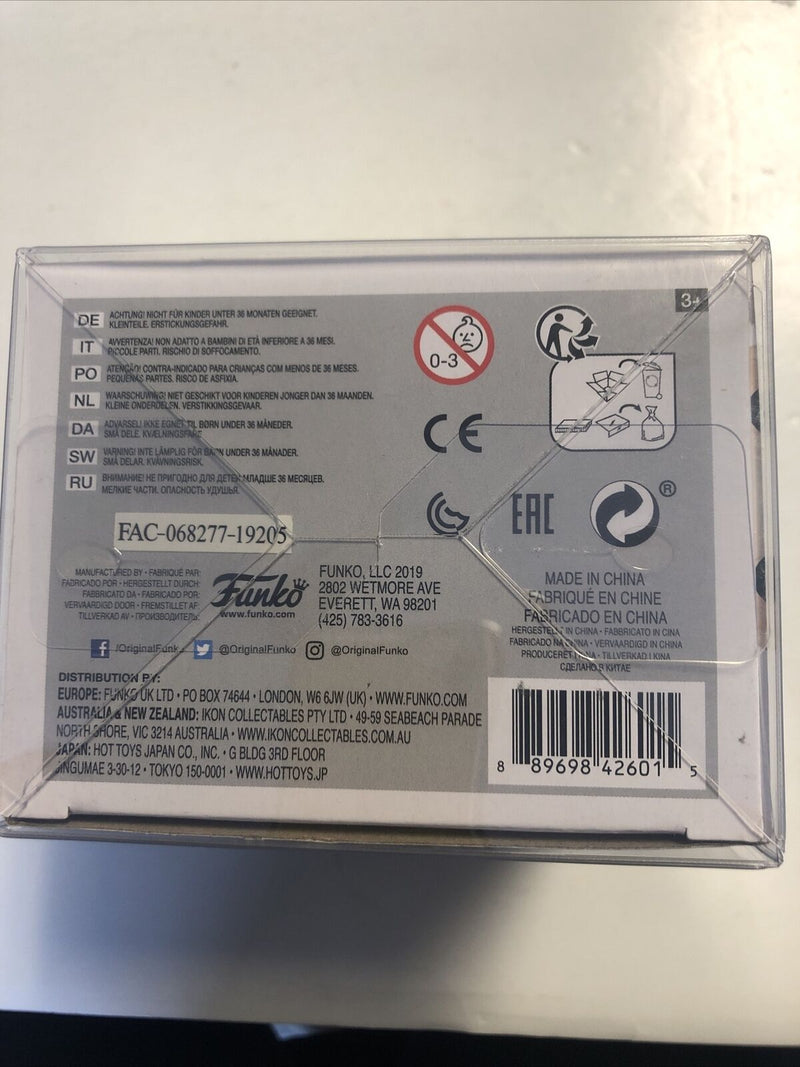 3+
DE ACHTUNG! NICHT FÜR KINDER UNTER 36 MONATEN GEEIGNET.
KLEINTEILE. ERSTICKUNGSGEFAHR.
IT AVVERTENZA! NON ADATTO A BAMBINI DI ETÀ INFERIORE A 36 MESI.
PICCOLE PARTI. RISCHIO DI SOFFOCAMENTO.
PO ATENÇÃO! CONTRA-INDICADO PARA CRIANÇAS COM MENOS DE 36 MESES.
PEQUENAS PARTES. RISCO DE ASFIXIA.
NL WAARSCHUWING! NIET GESCHIKT VOOR KINDEREN JONGER DAN 36 MAANDEN.
KLEINE ONDERDELEN. VERSTIKKINGSGEVAAR.
DA ADVARSEL! IKKE EGNET TIL BØRN UNDER 36 MÅNEDER.
SMÅ DELE. KVÆLNINGSFARE
SW VARNING! INTE LÄMPLIG FÖR BARN UNDER 36 MÅNADER.
SMÅ DELAR. KVÄVNINGSRISK.
RU ВНИМАНИЕ! НЕ ПРИГОДНО ДЛЯ ДЕТЕЙ МЛАДШЕ 36 МЕСЯЦЕВ.
МЕЛКИЕ ЧАСТИ. ОПАСНОСТЬ УДУШЬЯ.
0-3
CE
EAC
®
FAC-068277-19205
MANUFACTURED BY • FABRIQUÉ PAR:
FABRICADO POR • HERGESTELLT DURCH:
FABBRICATO DA • FABRICADO POR:
VERVAARDIGD DOOR • FREMSTILLET AF:
TILLVERKAD AV • ПРОИЗВОДИТЕЛЬ:
Funko
www.funko.com
FUNKO, LLC 2019
2802 WETMORE AVE
EVERETT, WA 98201
(425) 783-3616
MADE IN CHINA
FABRIQUÉ EN CHINE
FABRICADO EN CHINA
HERGESTELLT IN CHINA • FABBRICATO IN CINA
FABRICADO NA CHINA • VERVAARDIGD IN CHINA
PRODUCERET I KINA • TILLVERKAD I KINA
СДЕЛАНО В КИТАЕ
/OriginalFunko @OriginalFunko @OriginalFunko
DISTRIBUTION BY:
EUROPE: FUNKO UK LTD • PO BOX 74644 • LONDON, W6 6JW (UK) • WWW.FUNKO.COM
AUSTRALIA & NEW ZEALAND: IKON COLLECTABLES PTY LTD • 49-59 SEABEACH PARADE
NORTH SHORE, VIC 3214 AUSTRALIA • WWW.IKONCOLLECTABLES.COM.AU
JAPAN: HOT TOYS JAPAN CO., INC. • G BLDG 3RD FLOOR
JINGUMAE 3-30-12 • TOKYO 150-0001 • WWW.HOTTOYS.JP
8 89698 42601 5